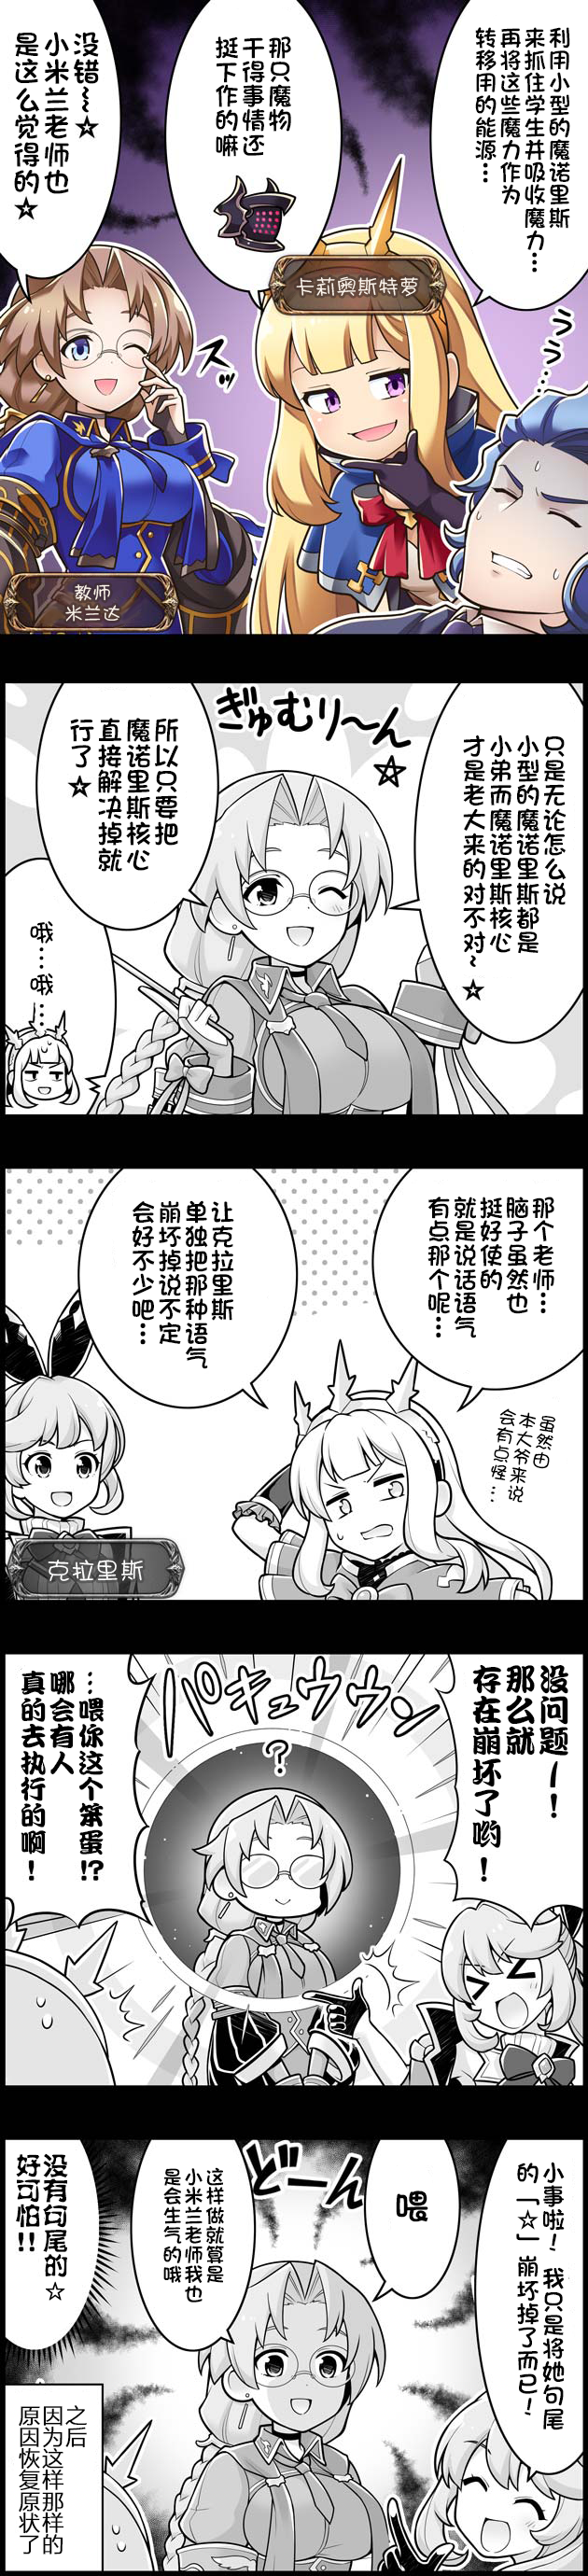 利用小型的魔诺里斯
来抓住学生并吸收魔力…
再将这些魔力作为
转移用的能源…
那只魔物
干得事情还
挺下作的嘛
没错~☆
小米兰老师也
是这么觉得的☆
卡莉奥斯特萝
うう…
スッ
教师
米兰达
ぎゅむり〜ん☆
只是无论怎么说
小型的魔诺里斯都是
小弟而魔诺里斯核心
才是老大来的对不对~☆
所以只要把
魔诺里斯核心
直接解决掉就
行了☆
哦…哦…
那个老师…
脑子虽然也
挺好使的
就是说话语气
有点那个呢…
虽然由
本大爷来说
会有点怪…
让克拉里斯
单独把那种语气
崩坏掉说不定
会好不少吧…
克拉里斯
没问题ー!
那么就
存在崩坏了哟!
パキュウウン
?
…喂你这个笨蛋!?
哪会有人
真的去执行的啊!
小事啦!我只是将她句尾
的「☆」崩坏掉了而已!
喂
どーん
这样做就算是
小米兰老师我也
是会生气的哦
没有句尾的☆
好可怕!!
之后
因为这样那样的
原因恢复原状了